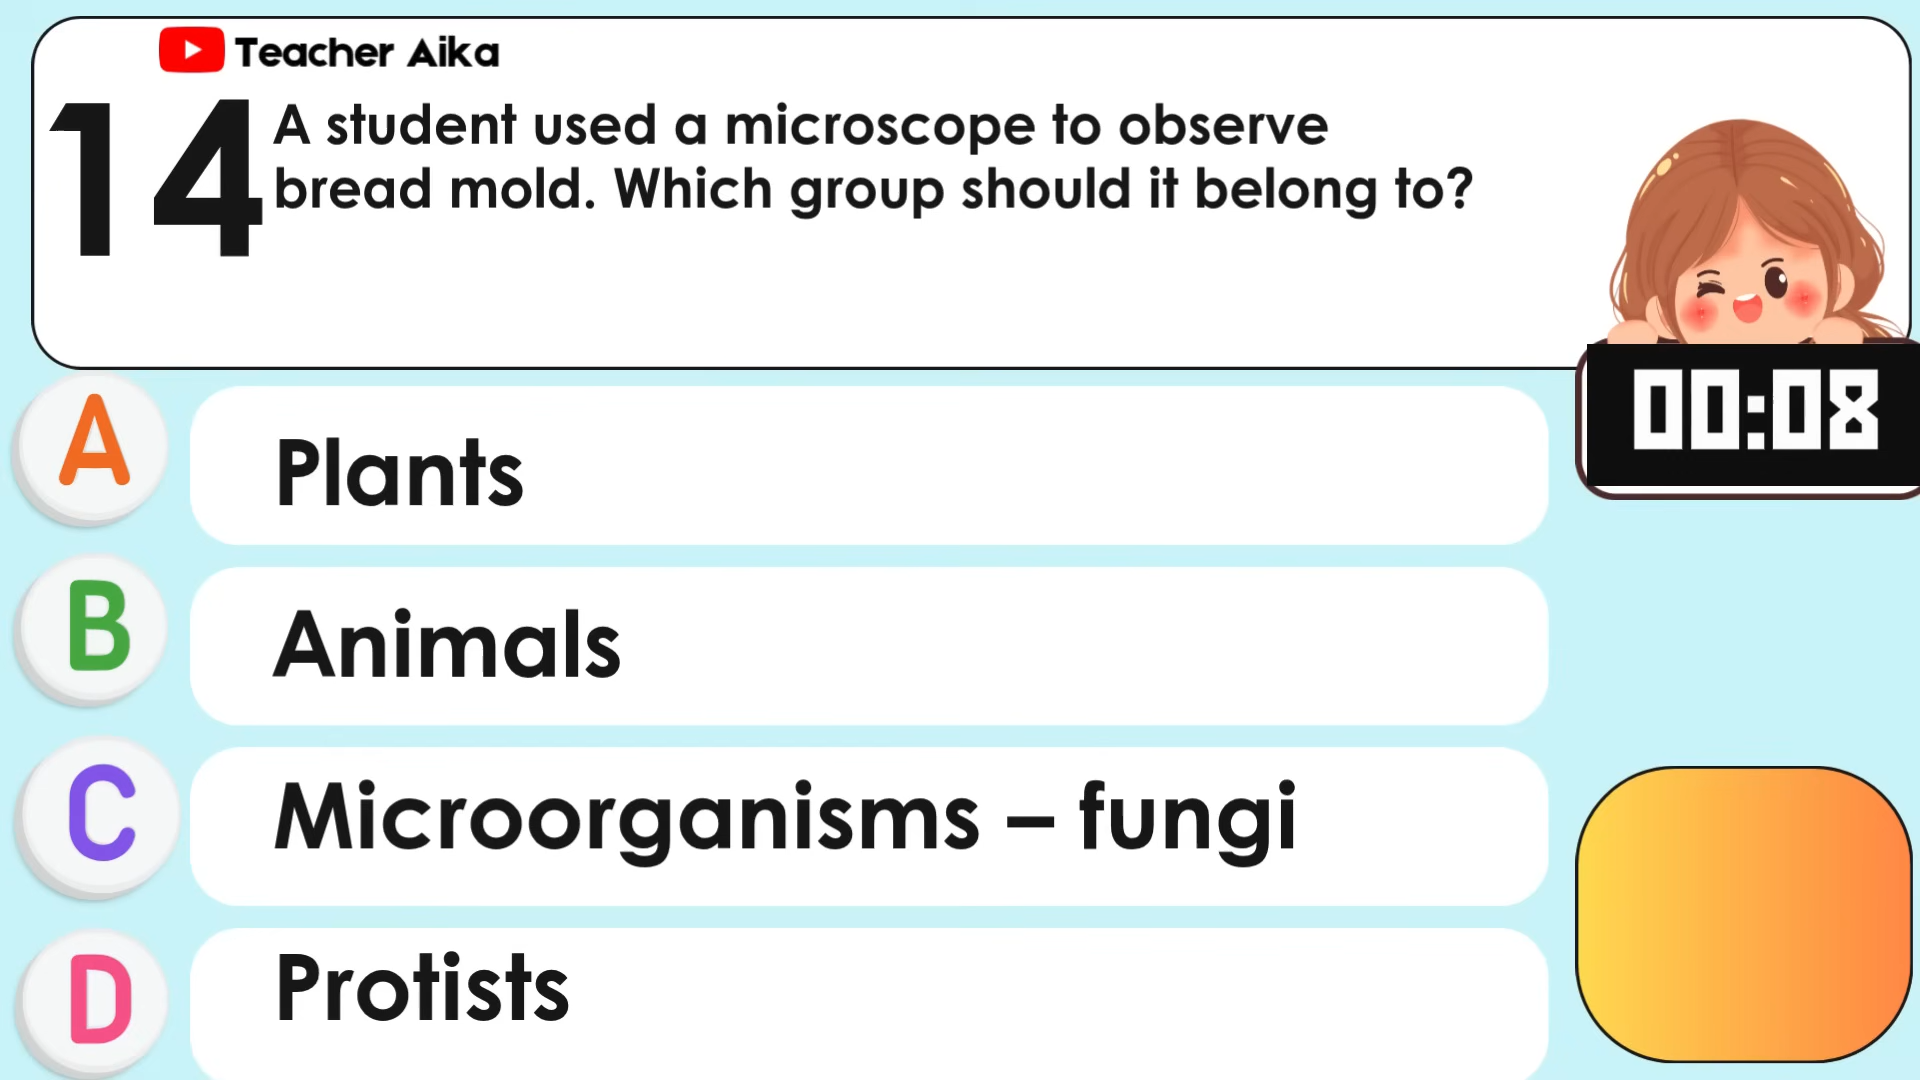 Teacher Aika
14
A student used a microscope to observe
bread mold. Which group should it belong to?
00:08
A
Plants
B
Animals
C
Microorganisms – fungi
D
Protists